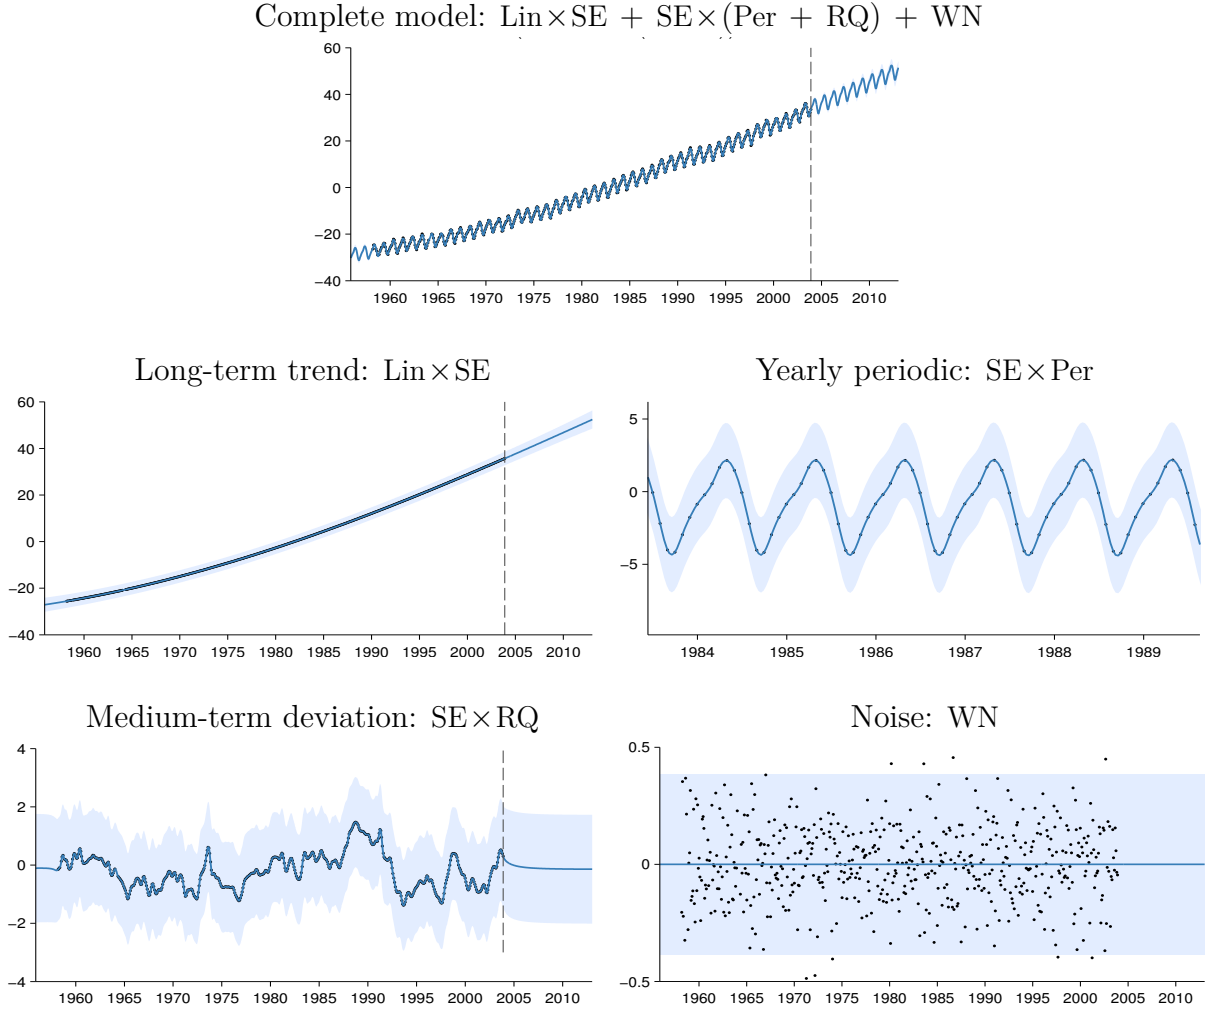 Complete model: Lin×SE + SE×(Per + RQ) + WN
60
40
20
0
−20
−40
1960 1965 1970 1975 1980 1985 1990 1995 2000 2005 2010
Long-term trend: Lin×SE
60
40
20
0
−20
−40
1960 1965 1970 1975 1980 1985 1990 1995 2000 2005 2010
Yearly periodic: SE×Per
5
0
−5
1984 1985 1986 1987 1988 1989
Medium-term deviation: SE×RQ
4
2
0
−2
−4
1960 1965 1970 1975 1980 1985 1990 1995 2000 2005 2010
Noise: WN
0.5
0
−0.5
1960 1965 1970 1975 1980 1985 1990 1995 2000 2005 2010